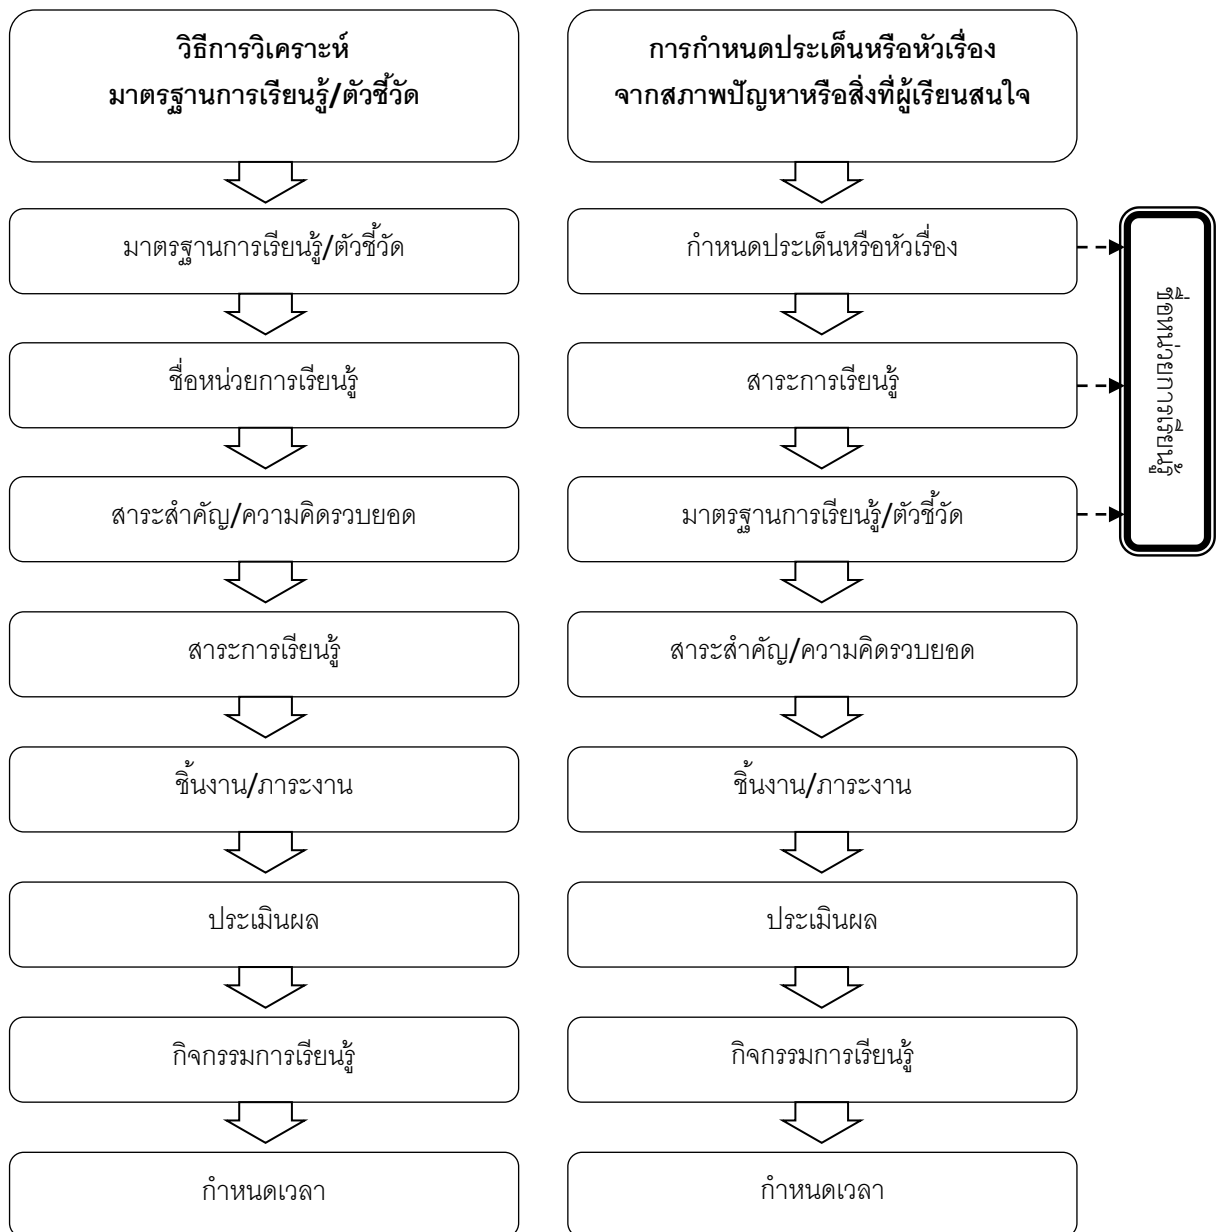 วิธีการวิเคราะห์
มาตรฐานการเรียนรู้/ตัวชี้วัด
มาตรฐานการเรียนรู้/ตัวชี้วัด
ชื่อหน่วยการเรียนรู้
สาระสำคัญ/ความคิดรวบยอด
สาระการเรียนรู้
ชิ้นงาน/ภาระงาน
ประเมินผล
กิจกรรมการเรียนรู้
กำหนดเวลา
การกำหนดประเด็นหรือหัวเรื่อง
จากสภาพปัญหาหรือสิ่งที่ผู้เรียนสนใจ
กำหนดประเด็นหรือหัวเรื่อง
สาระการเรียนรู้
มาตรฐานการเรียนรู้/ตัวชี้วัด
สาระสำคัญ/ความคิดรวบยอด
ชิ้นงาน/ภาระงาน
ประเมินผล
กิจกรรมการเรียนรู้
กำหนดเวลา
ชื่อหน่วยการเรียนรู้